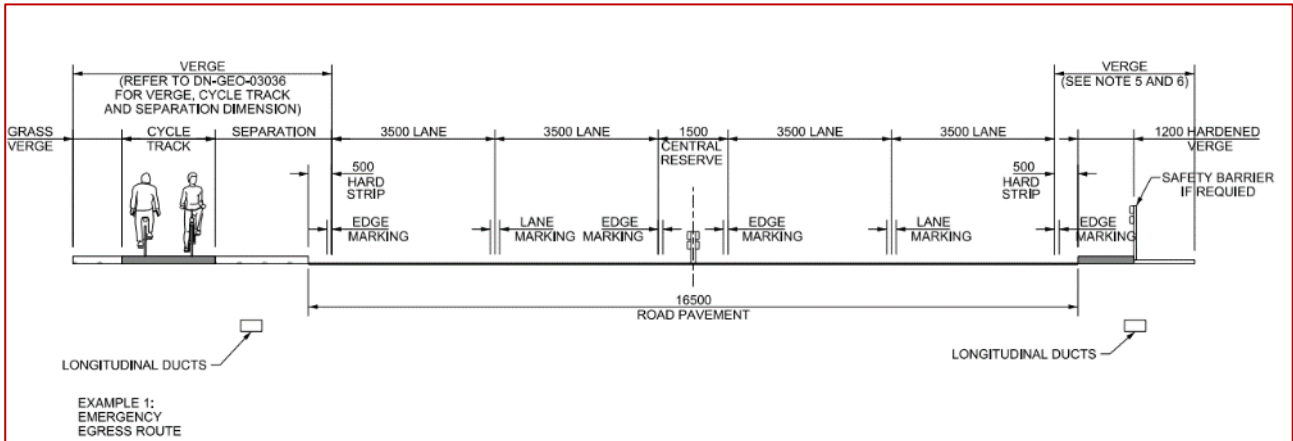 VERGE
(REFER TO DN-GEO-03036
FOR VERGE, CYCLE TRACK
AND SEPARATION DIMENSION)
VERGE
(SEE NOTE 5 AND 6)
GRASS
VERGE
CYCLE
TRACK
SEPARATION
3500 LANE
3500 LANE
1500
CENTRAL
RESERVE
3500 LANE
3500 LANE
1200 HARDENED
VERGE
500
HARD
STRIP
500
HARD
STRIP
SAFETY BARRIER
IF REQUIED
EDGE
MARKING
LANE
MARKING
EDGE
MARKING
EDGE
MARKING
LANE
MARKING
EDGE
MARKING
16500
ROAD PAVEMENT
LONGITUDINAL DUCTS
LONGITUDINAL DUCTS
EXAMPLE 1:
EMERGENCY
EGRESS ROUTE